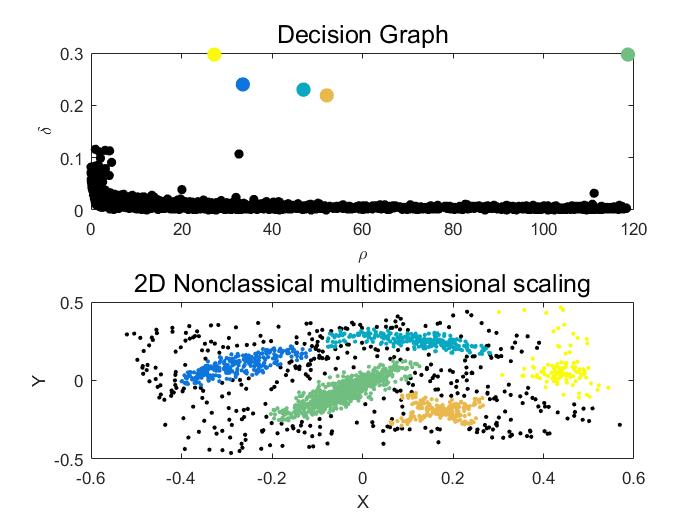 Decision Graph
0.3
0.2
0.1
0
δ
0 20 40 60 80 100 120
ρ
2D Nonclassical multidimensional scaling
0.5
0
-0.5
Y
-0.6 -0.4 -0.2 0 0.2 0.4 0.6
X